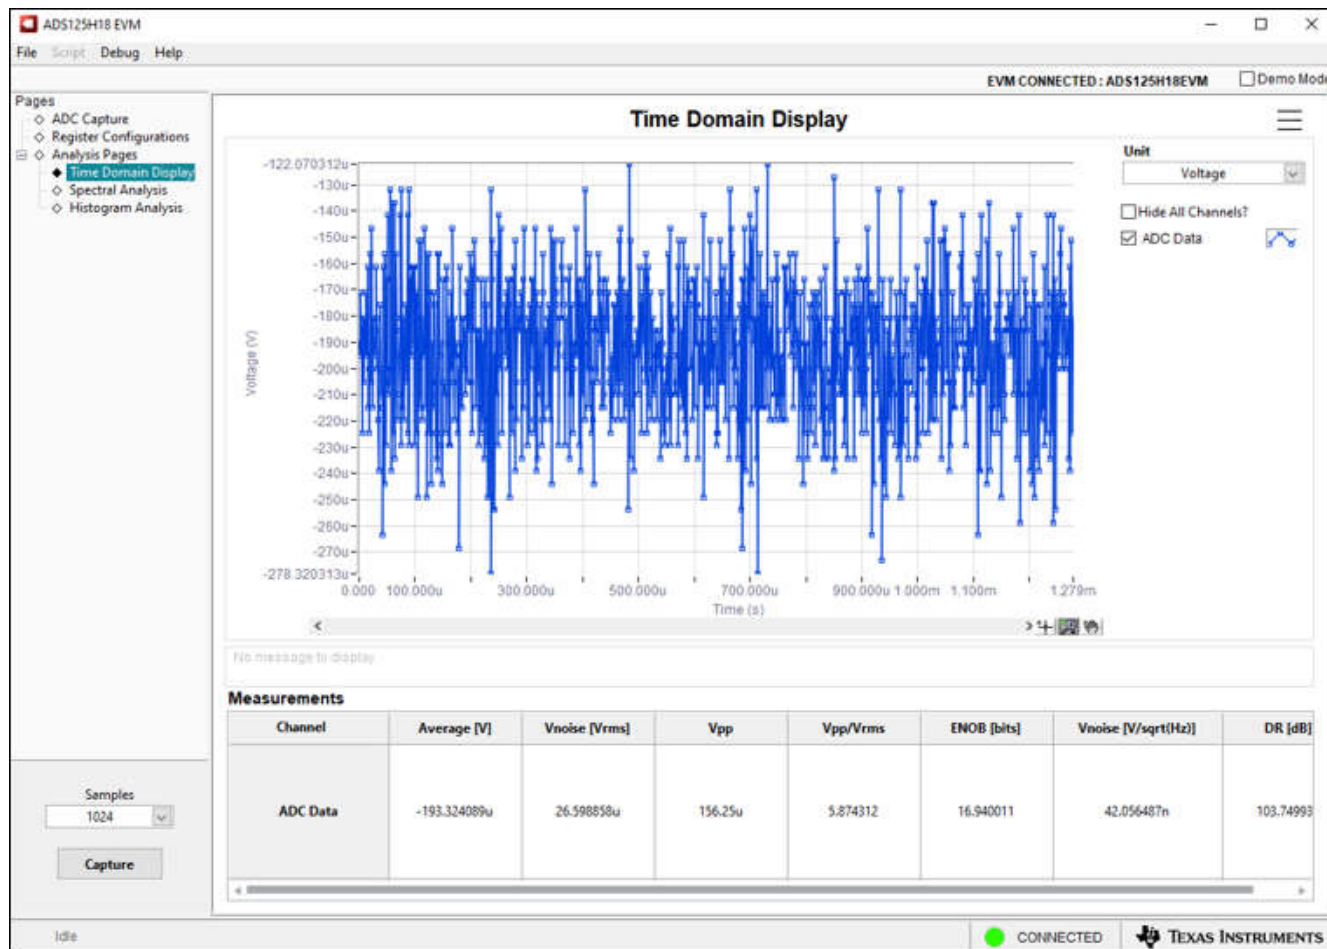 ADS125H18 EVM
File Script Debug Help
EVM CONNECTED : ADS125H18EVM Demo Mode
Pages
ADC Capture
Register Configurations
Analysis Pages
Time Domain Display
Spectral Analysis
Histogram Analysis
Time Domain Display
Unit
Voltage
Hide All Channels?
ADC Data
Voltage (V)
-122.070312u
-130u
-140u
-150u
-160u
-170u
-180u
-190u
-200u
-210u
-220u
-230u
-240u
-250u
-260u
-270u
-278.320313u
0.000 100.000u 300.000u 500.000u 700.000u 900.000u 1.000m 1.100m 1.279m
Time (s)
No message to display
Measurements
Channel Average [V] Vnoise [Vrms] Vpp Vpp/Vrms ENOB [bits] Vnoise [V/sqrt(Hz)] DR [dB]
ADC Data -193.324089u 26.598858u 156.25u 5.874312 16.940011 42.056487n 103.74993
Samples
1024
Capture
Idle CONNECTED TEXAS INSTRUMENTS